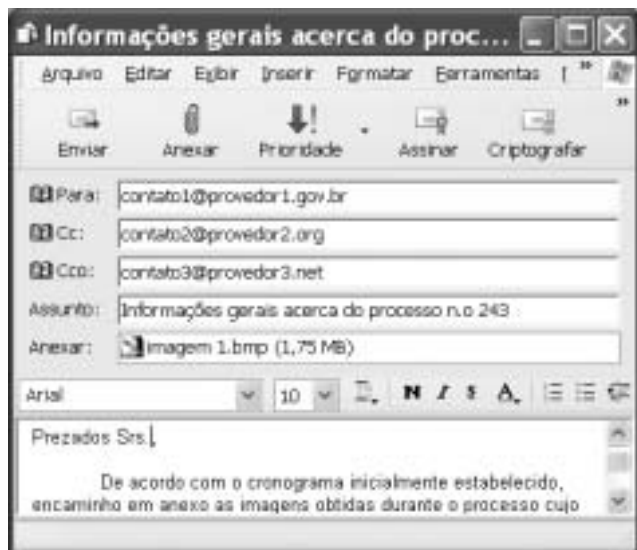 Informações gerais acerca do proc...
Arquivo Editar Exibir Inserir Formatar Ferramentas »
»
Enviar Anexar Prioridade Assinar Criptografar
Para: contato1@provedor1.gov.br
Cc: contato2@provedor2.org
Cco: contato3@provedor3.net
Assunto: Informações gerais acerca do processo n.o 243
Anexar: imagem 1.bmp (1,75 MB)
Arial 10 N I S A
Prezados Srs.,
De acordo com o cronograma inicialmente estabelecido,
encaminho em anexo as imagens obtidas durante o processo cujo